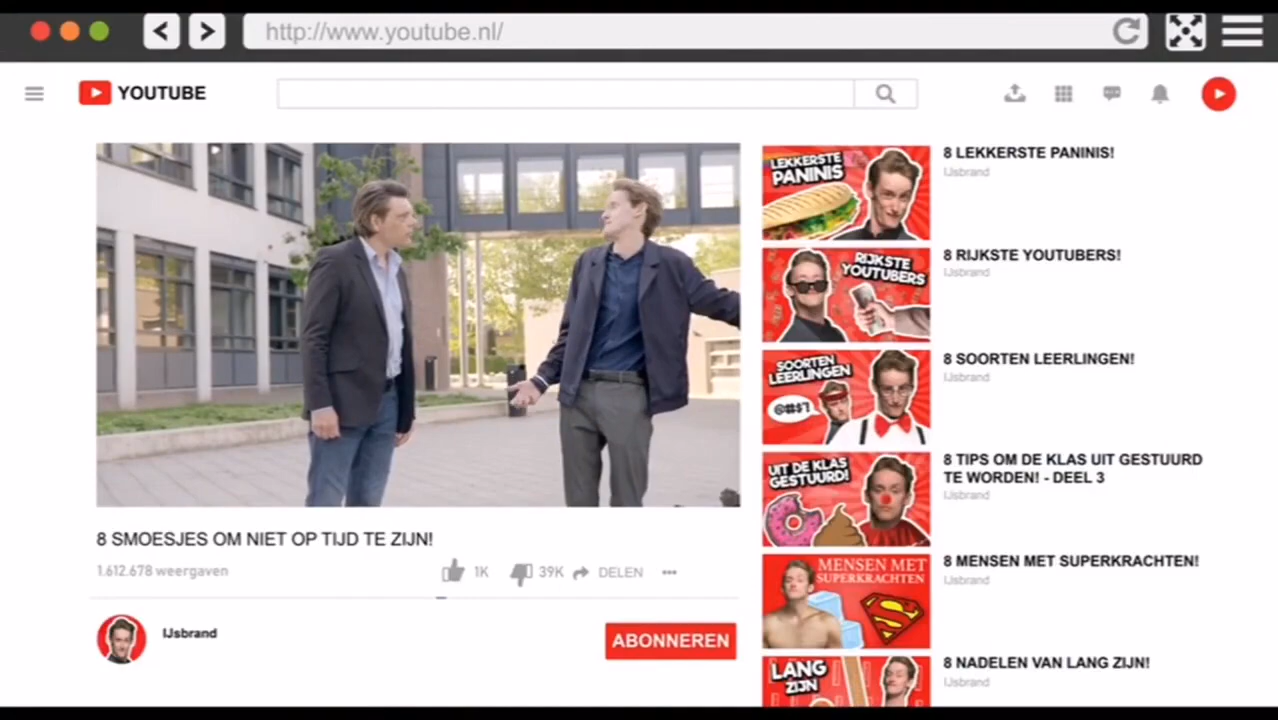 http://www.youtube.nl/
YOUTUBE
8 SMOESJES OM NIET OP TIJD TE ZIJN!
1.612.678 weergaven
1K
39K
DELEN
IJsbrand
ABONNEREN
LEKKERSTE
PANINIS
8 LEKKERSTE PANINIS!
IJsbrand
RIJKSTE
YOUTUBERS
8 RIJKSTE YOUTUBERS!
IJsbrand
SOORTEN
LEERLINGEN
@#$*!
8 SOORTEN LEERLINGEN!
IJsbrand
UIT DE KLAS
GESTUURD!
8 TIPS OM DE KLAS UIT GESTUURD
TE WORDEN! - DEEL 3
IJsbrand
MENSEN MET
SUPERKRACHTEN
S
8 MENSEN MET SUPERKRACHTEN!
IJsbrand
LANG
ZIJN
8 NADELEN VAN LANG ZIJN!
IJsbrand